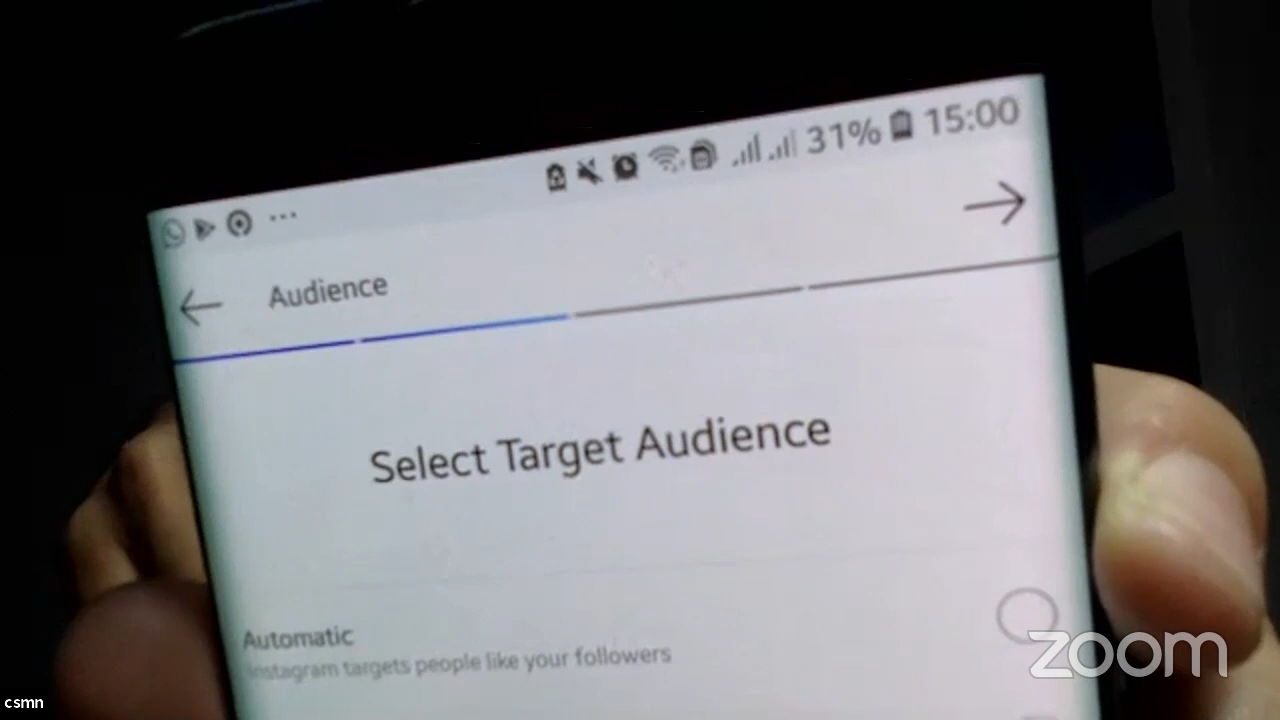 31% 15:00
Audience
Select Target Audience
Automatic
Instagram targets people like your followers
zoom
csmn